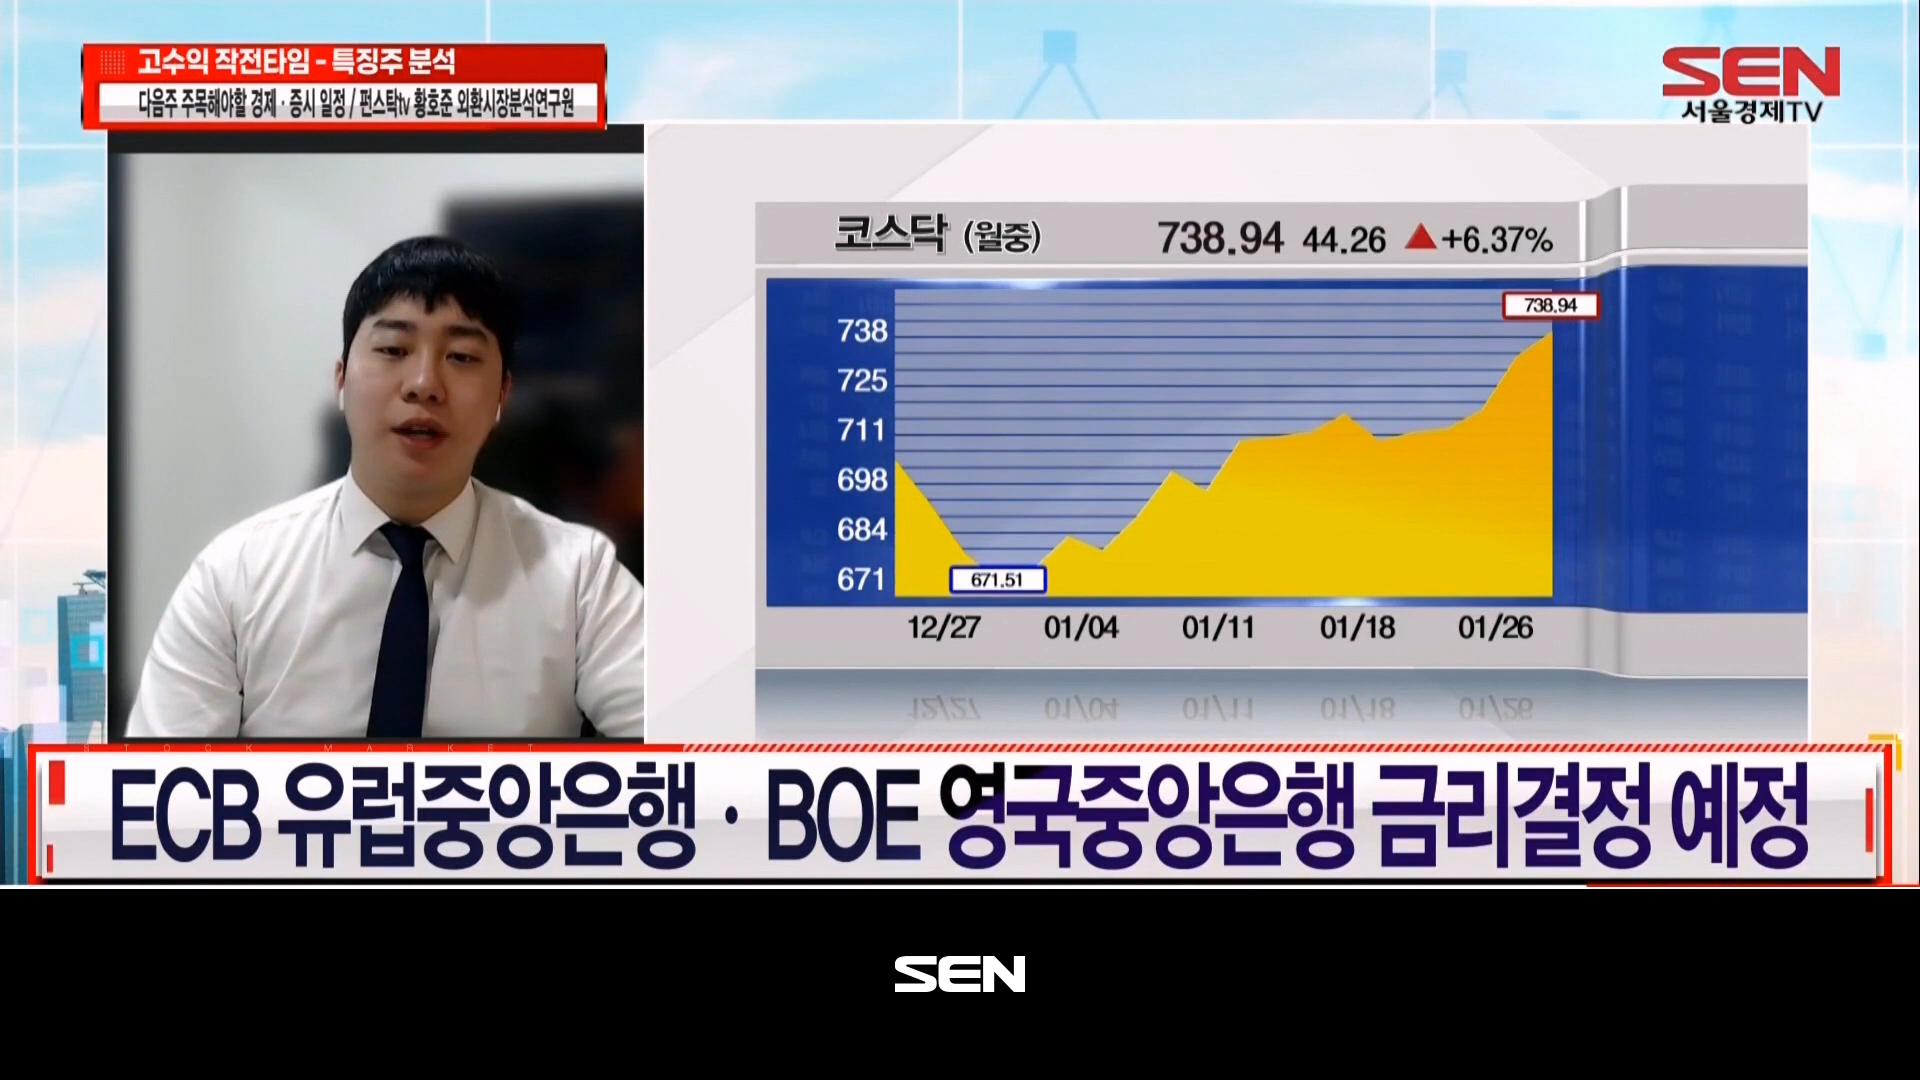 고수익 작전타임 - 특징주 분석
다음주 주목해야할 경제 · 증시 일정 / 펀스탁tv 황호준 외환시장분석연구원
SEN
서울경제TV
코스닥 (월중) 738.94 44.26 ▲+6.37%
738.94
738
725
711
698
684
671
671.51
12/27 01/04 01/11 01/18 01/26
STOCK MARKET
ECB 유럽중앙은행 · BOE 영국중앙은행 금리결정 예정
SEN